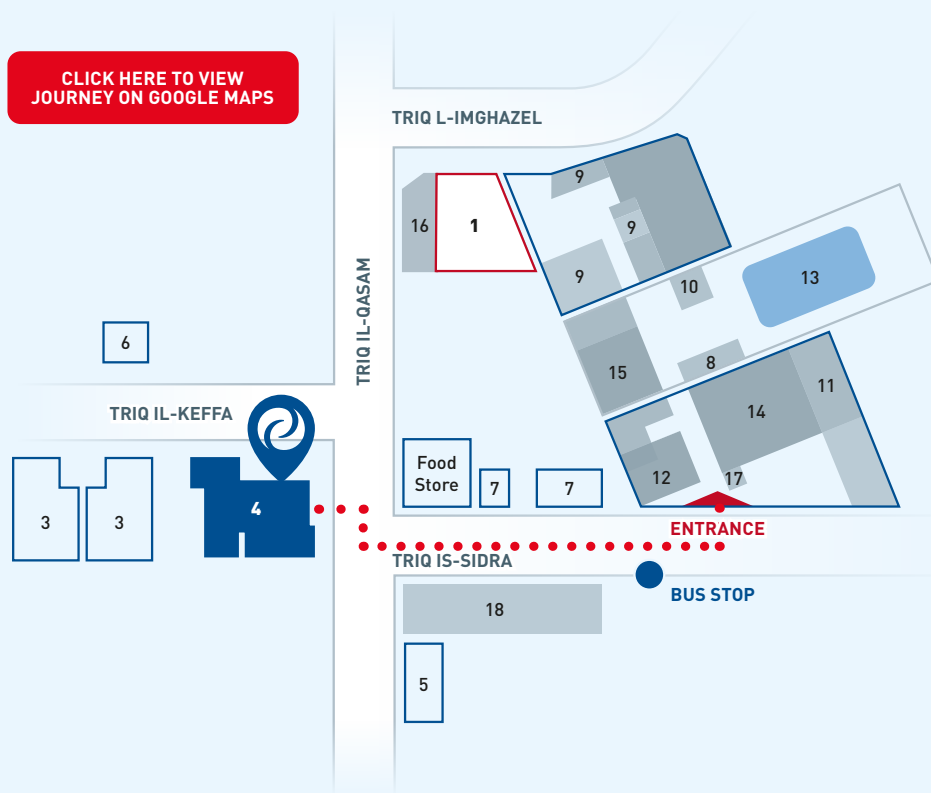 CLICK HERE TO VIEW
JOURNEY ON GOOGLE MAPS
TRIQ L-IMGHAZEL
9
16
1
9
9
10
13
TRIQ IL-QASAM
6
15
8
11
14
TRIQ IL-KEFFA
Food
Store
7
7
12
17
3
3
4
ENTRANCE
TRIQ IS-SIDRA
BUS STOP
18
5